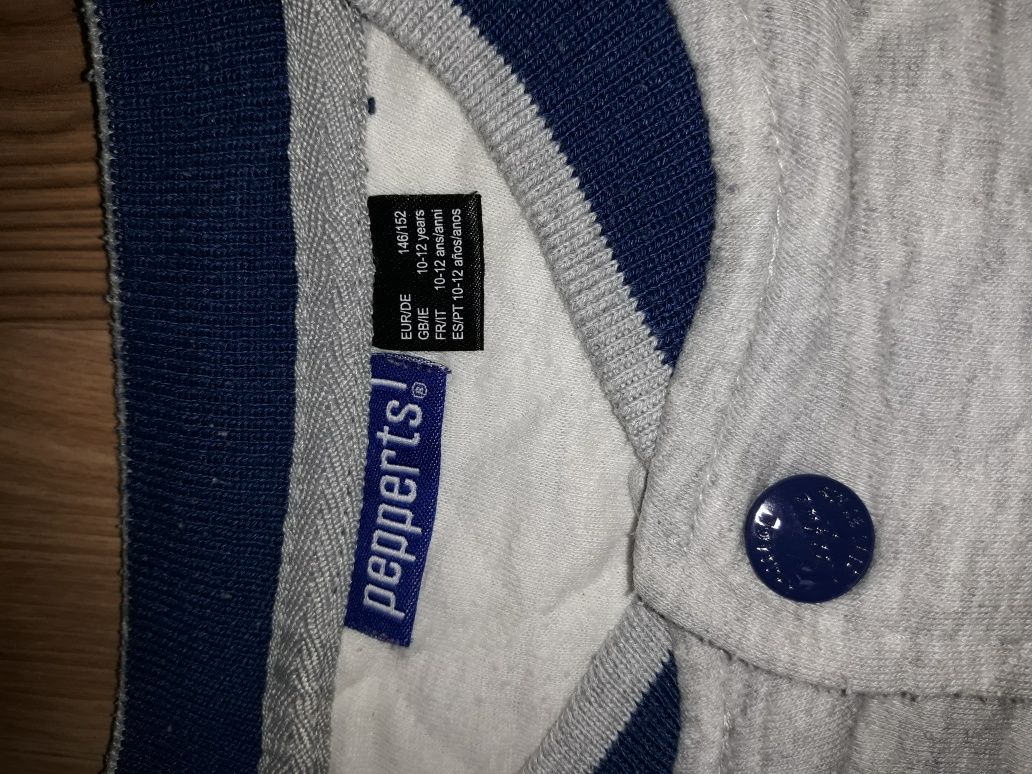 EUR/DE 146/152
GB/IE 10-12 years
FR/IT 10-12 ans/anni
ES/PT 10-12 años/anos
pepperts!®